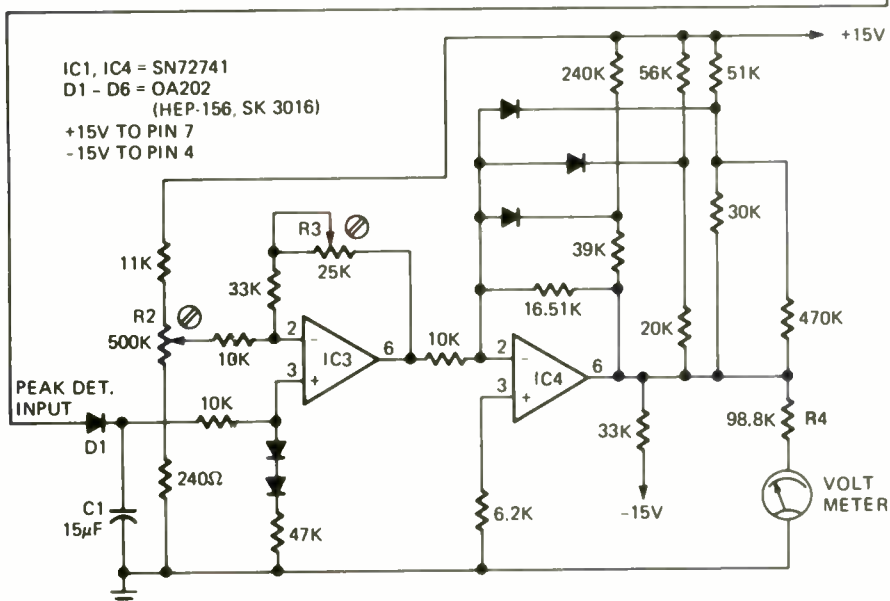 +15V
IC1, IC4 = SN72741
D1 - D6 = OA202
(HEP-156, SK 3016)
+15V TO PIN 7
-15V TO PIN 4
240K
56K
51K
30K
R3
25K
39K
11K
33K
16.51K
R2
500K
10K
2
-
IC3
6
3
+
10K
2
-
IC4
6
3
+
20K
470K
PEAK DET.
INPUT
D1
10K
33K
98.8K
R4
240Ω
C1
15µF
47K
6.2K
-15V
VOLT
METER